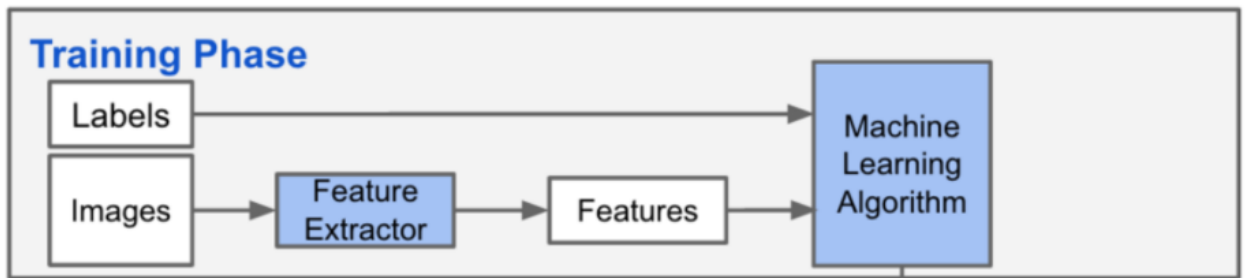 Training Phase
Labels
Images
Feature
Extractor
Features
Machine
Learning
Algorithm